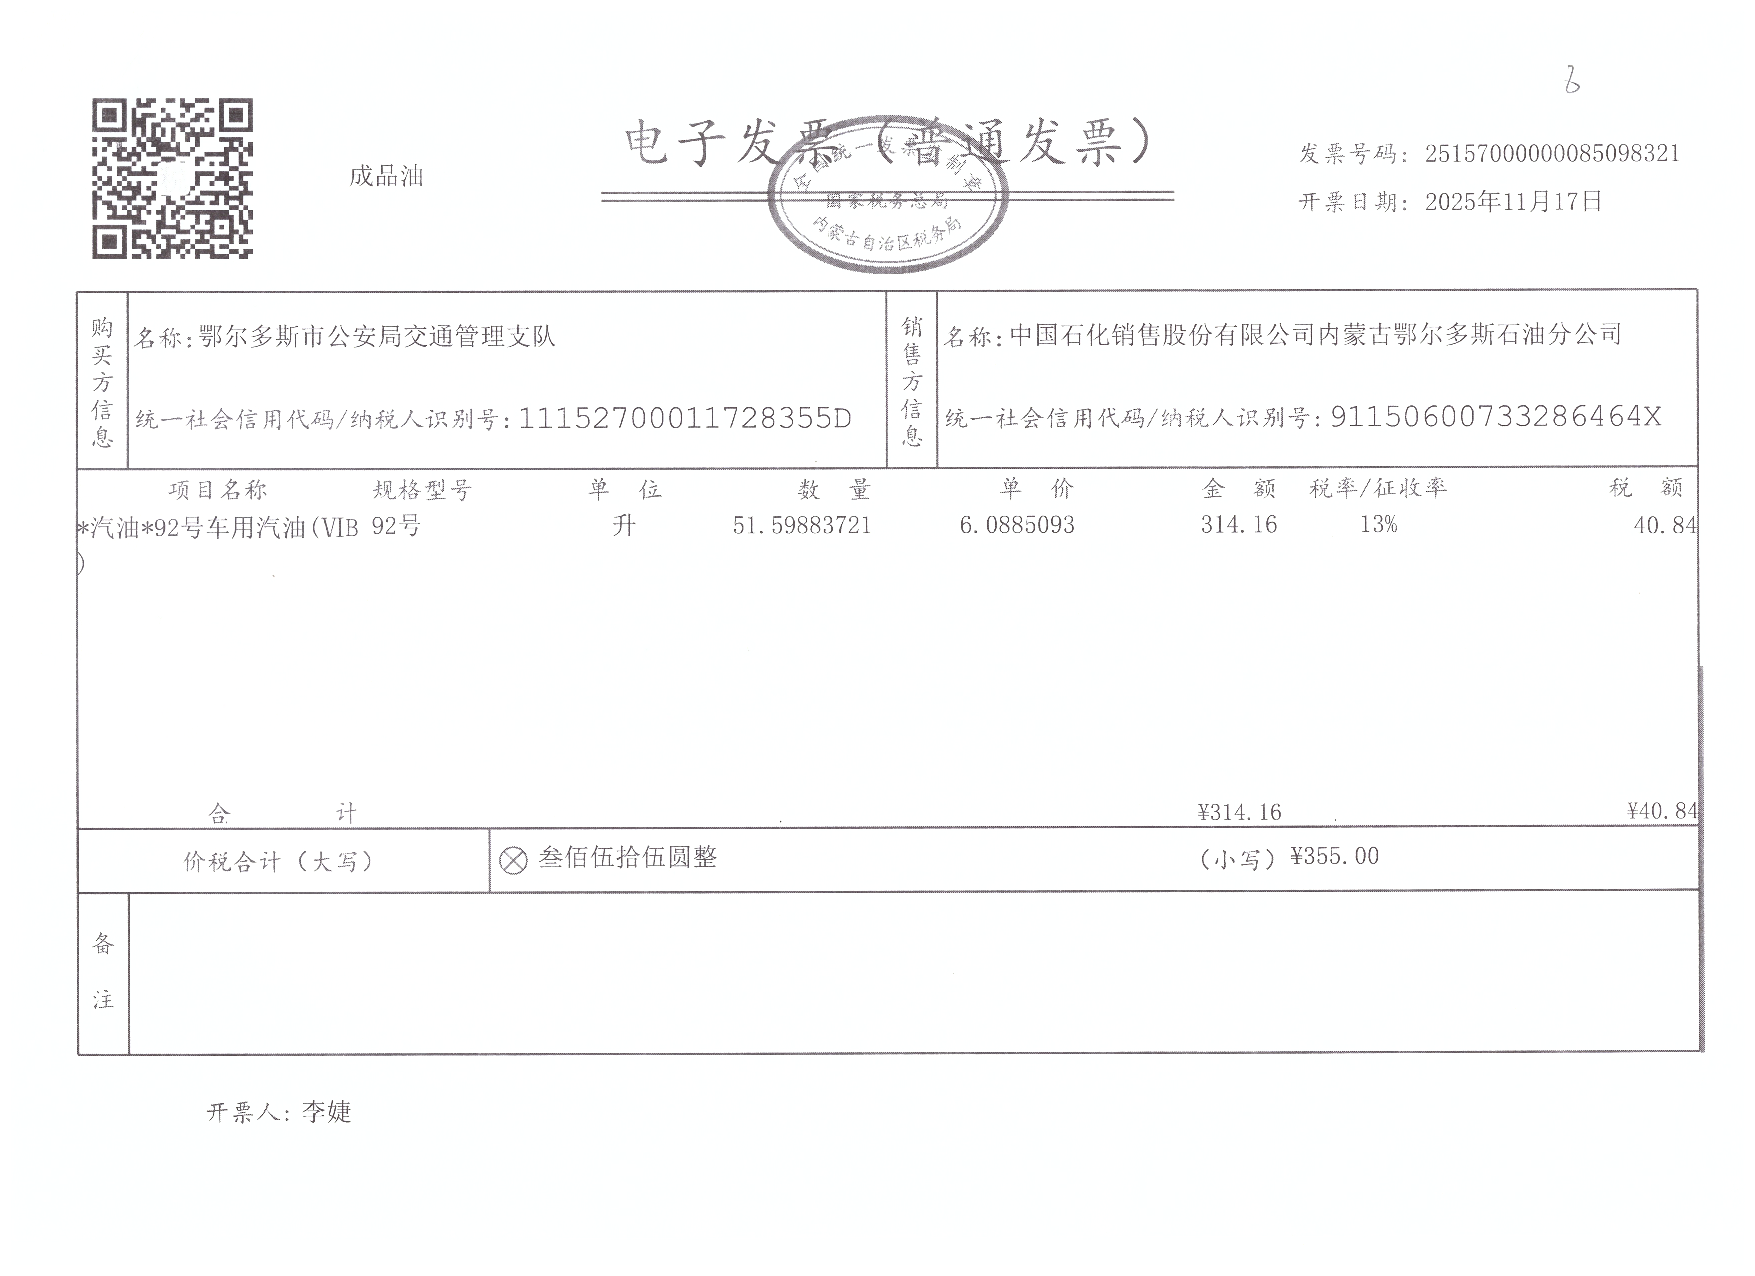 6
电子发票（普通发票）
全国统一发票监制章
国家税务总局
内蒙古自治区税务局
成品油
发票号码：25157000000085098321
开票日期：2025年11月17日
购买方信息
名称:鄂尔多斯市公安局交通管理支队
统一社会信用代码/纳税人识别号:11152700011728355D
销售方信息
名称:中国石化销售股份有限公司内蒙古鄂尔多斯石油分公司
统一社会信用代码/纳税人识别号:91150600733286464X
项目名称 规格型号 单 位 数 量 单 价 金 额 税率/征收率 税 额
*汽油*92号车用汽油(VIB 92号 升 51.59883721 6.0885093 314.16 13% 40.84
)
合 计 ¥314.16 ¥40.84
价税合计（大写） 叁佰伍拾伍圆整 （小写）¥355.00
备注
开票人：李婕